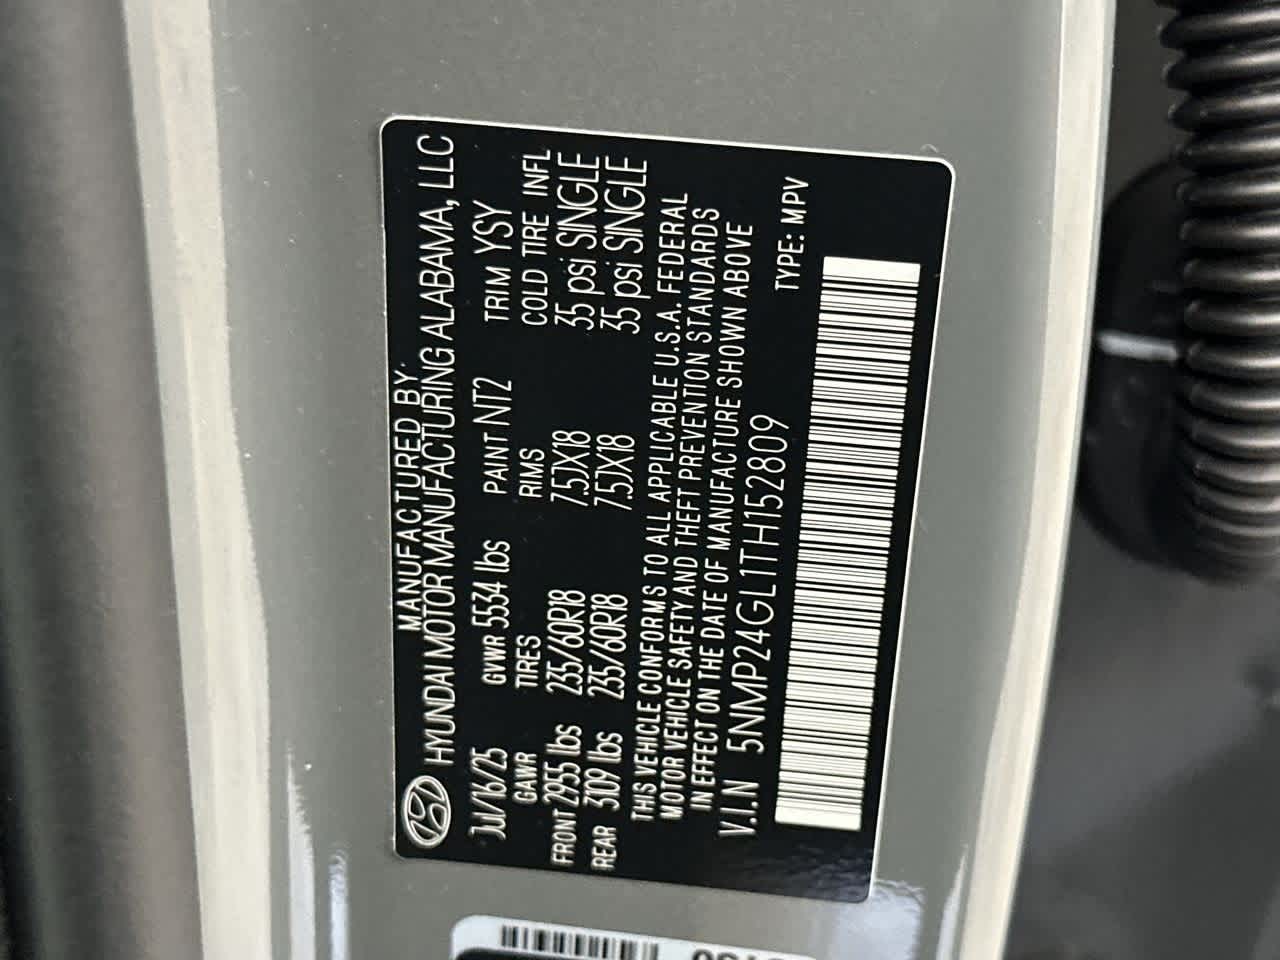 MANUFACTURED BY:
HYUNDAI MOTOR MANUFACTURING ALABAMA, LLC
Jul/16/25 GVWR 5534 lbs PAINT NT2 TRIM YSY
GAWR TIRES RIMS COLD TIRE INFL
FRONT 2955 lbs 235/60R18 7.5JX18 35 psi SINGLE
REAR 3109 lbs 235/60R18 7.5JX18 35 psi SINGLE
THIS VEHICLE CONFORMS TO ALL APPLICABLE U.S.A. FEDERAL
MOTOR VEHICLE SAFETY AND THEFT PREVENTION STANDARDS
IN EFFECT ON THE DATE OF MANUFACTURE SHOWN ABOVE
V.I.N 5NMP24GL1TH152809 TYPE: MPV